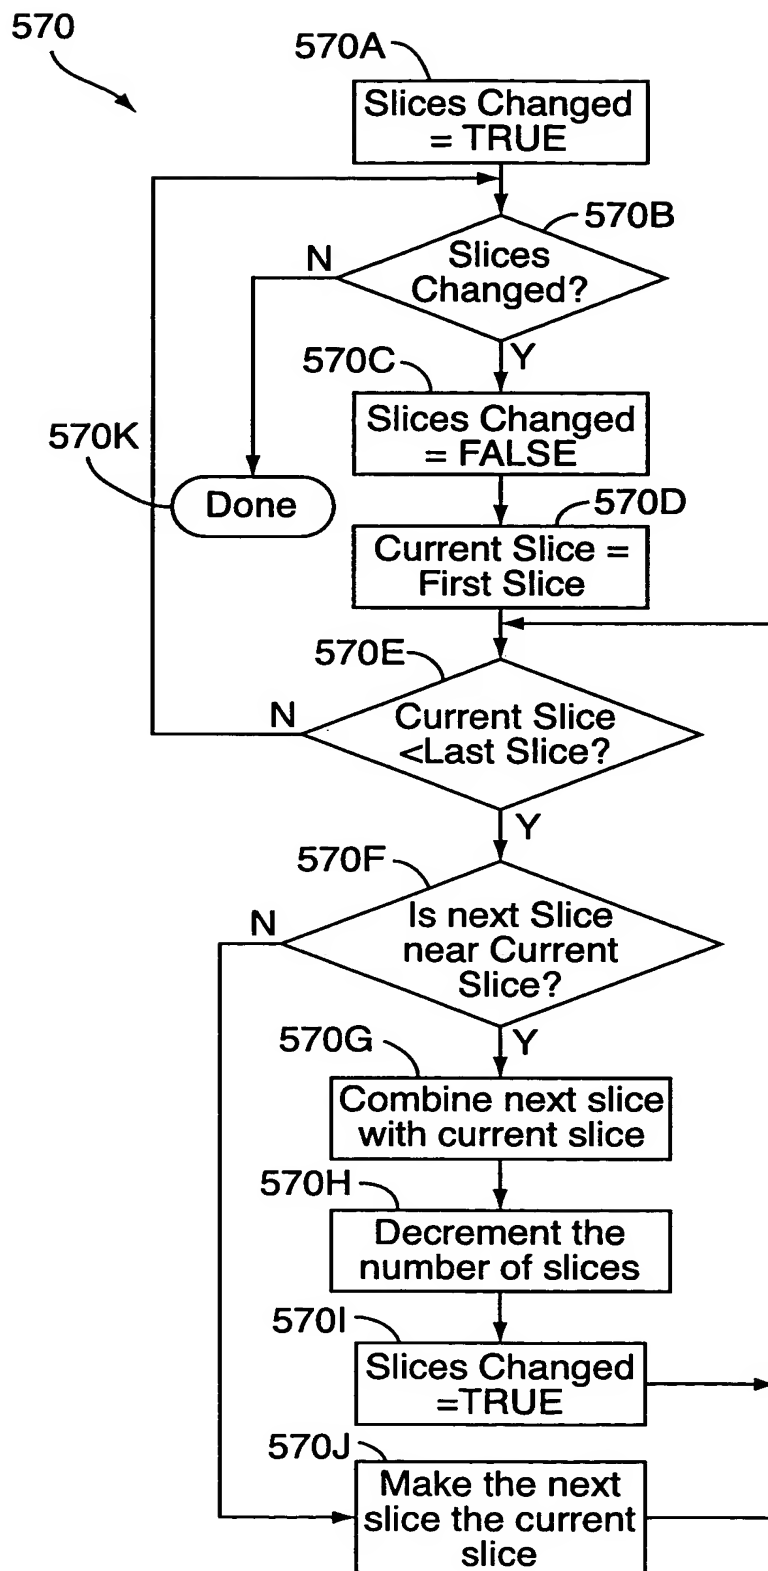 570
570A
Slices Changed
= TRUE
570B
N
Slices
Changed?
Y
570C
Slices Changed
= FALSE
570K
Done
570D
Current Slice =
First Slice
570E
N
Current Slice
<Last Slice?
Y
570F
N
Is next Slice
near Current
Slice?
Y
570G
Combine next slice
with current slice
570H
Decrement the
number of slices
570I
Slices Changed
=TRUE
570J
Make the next
slice the current
slice